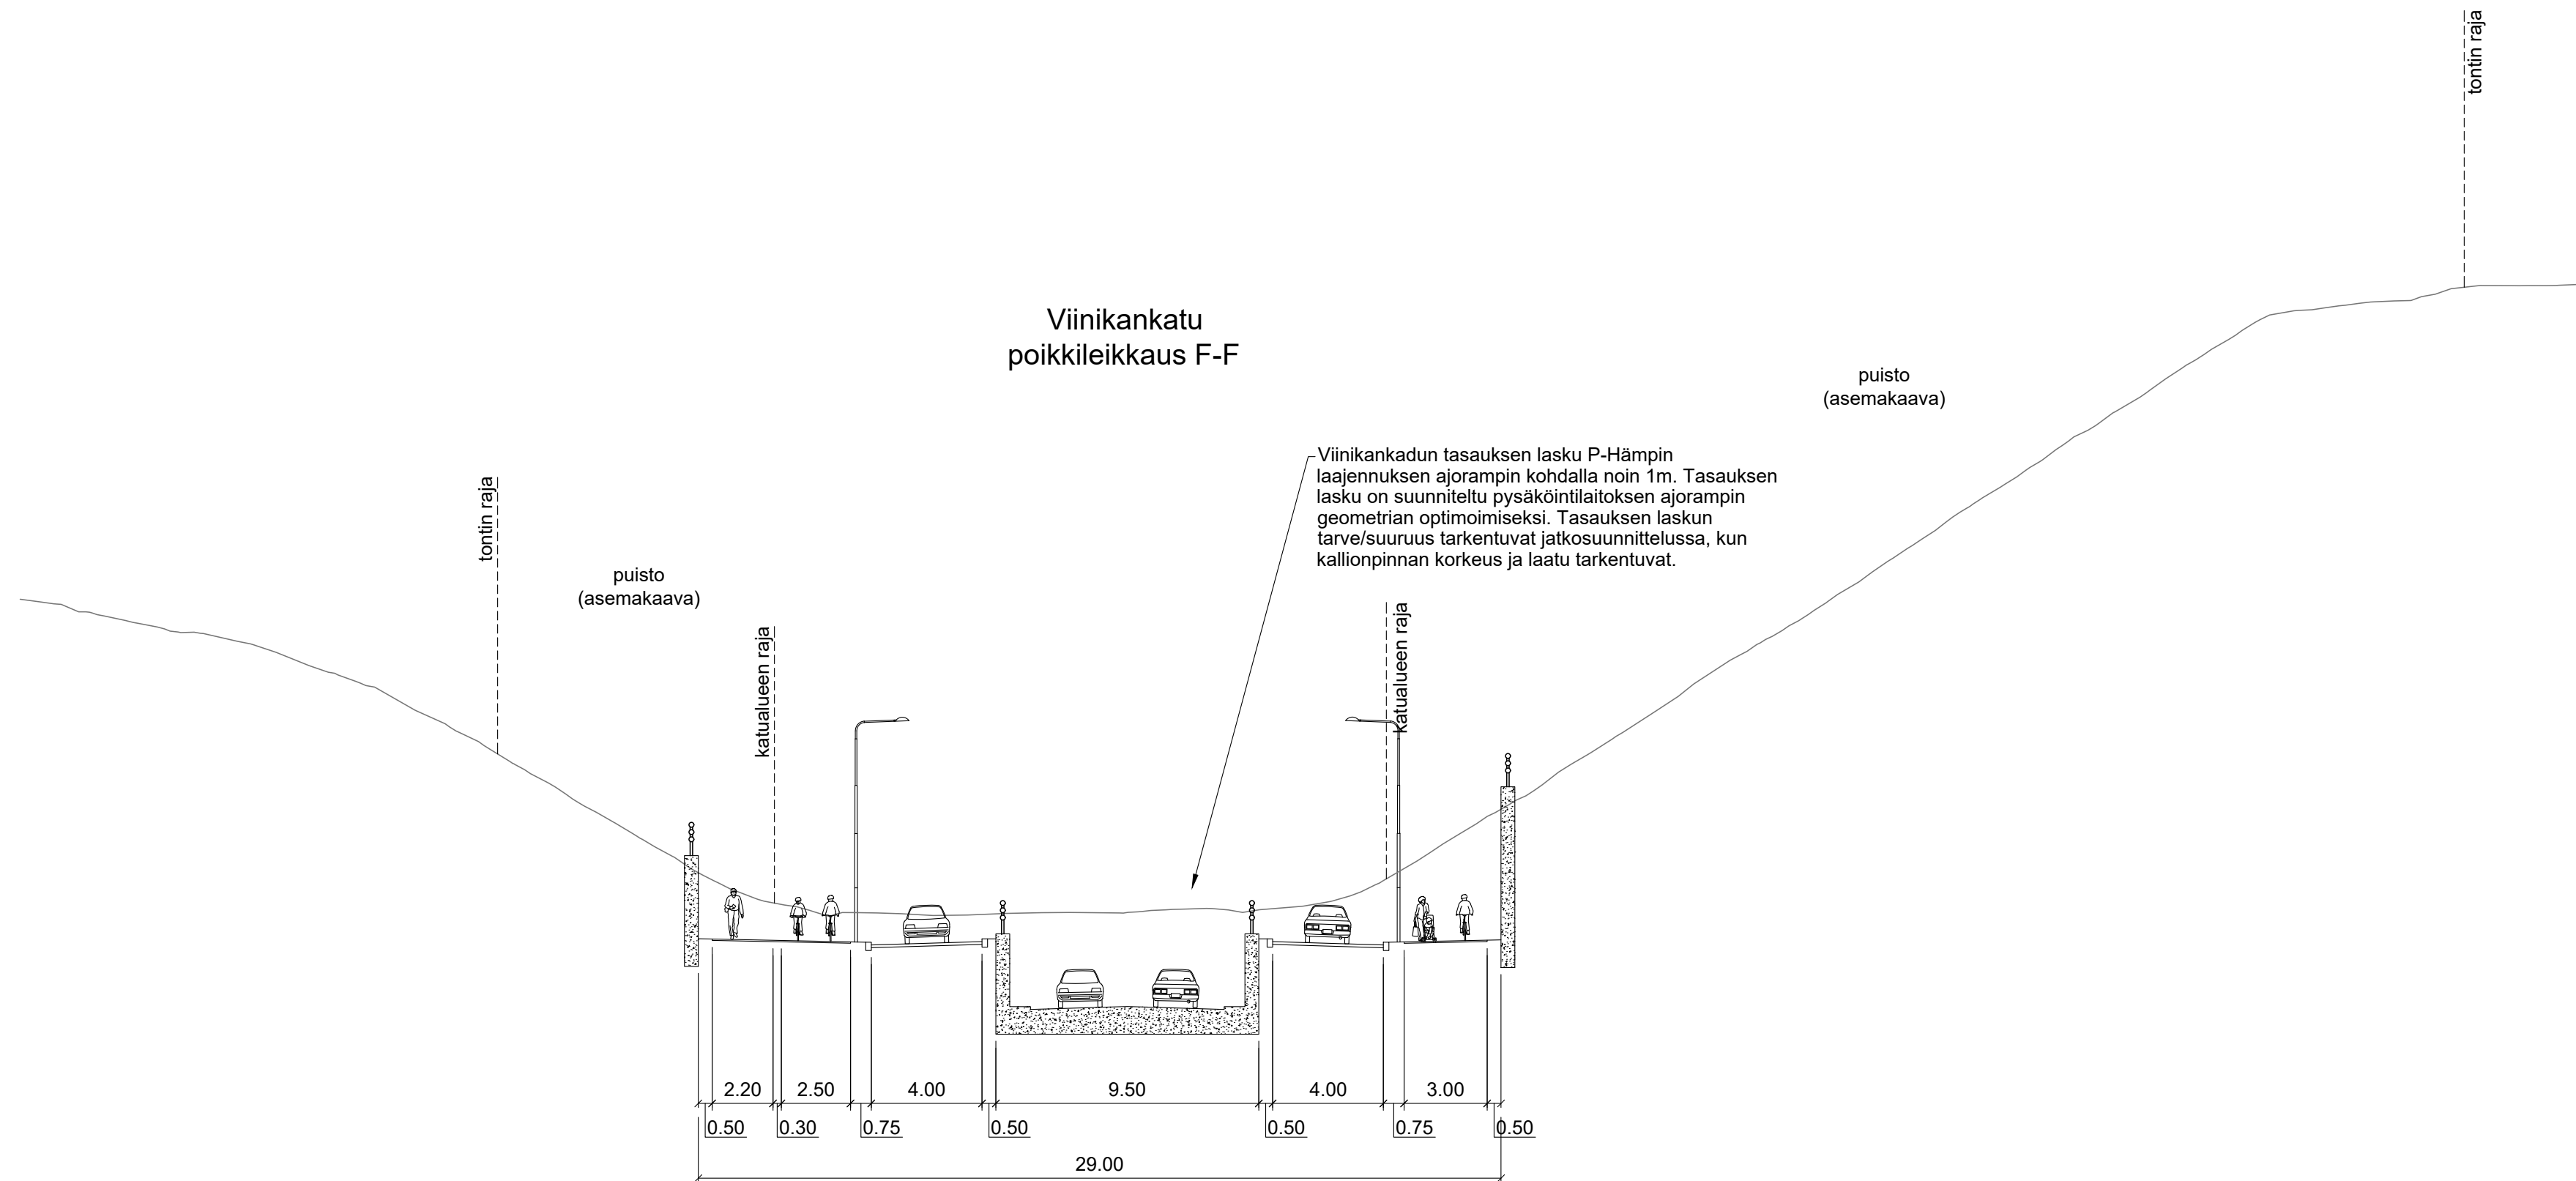 tontin raja
Viinikankatu
poikkileikkaus F-F
puisto
(asemakaava)
Viinikankadun tasauksen lasku P-Hämpin
laajennuksen ajorampin kohdalla noin 1m. Tasauksen
lasku on suunniteltu pysäköintilaitoksen ajorampin
geometrian optimoimiseksi. Tasauksen laskun
tarve/suuruus tarkentuvat jatkosuunnittelussa, kun
kallionpinnan korkeus ja laatu tarkentuvat.
tontin raja
puisto
(asemakaava)
katualueen raja
katualueen raja
2.20 2.50 4.00 9.50 4.00 3.00
0.50 0.30 0.75 0.50 0.50 0.75 0.50
29.00